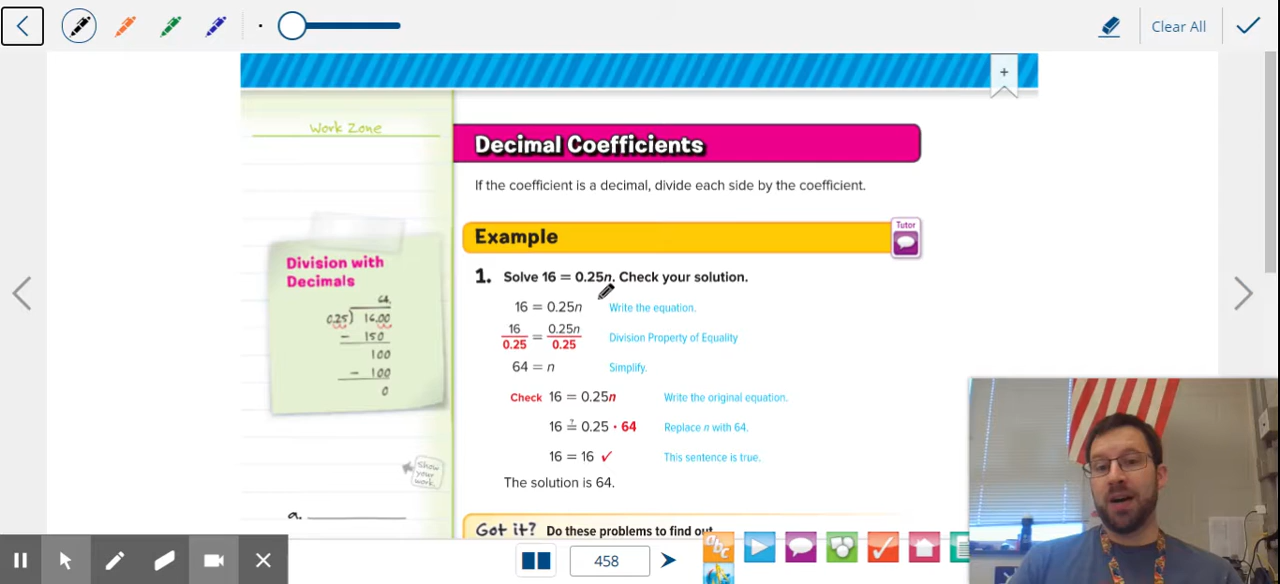 Clear All
+
Work Zone
Decimal Coefficients
If the coefficient is a decimal, divide each side by the coefficient.
Example
Tutor
1. Solve 16 = 0.25n. Check your solution.
16 = 0.25n Write the equation.
16/0.25 = 0.25n/0.25 Division Property of Equality
64 = n Simplify.
Check 16 = 0.25n Write the original equation.
16 ≟ 0.25 • 64 Replace n with 64.
16 = 16 ✓ This sentence is true.
The solution is 64.
Division with
Decimals
64.
0.25) 16.00
- 150
100
- 100
0
Show
your
work.
a. ________
Got it? Do these problems to find out.
458
abc